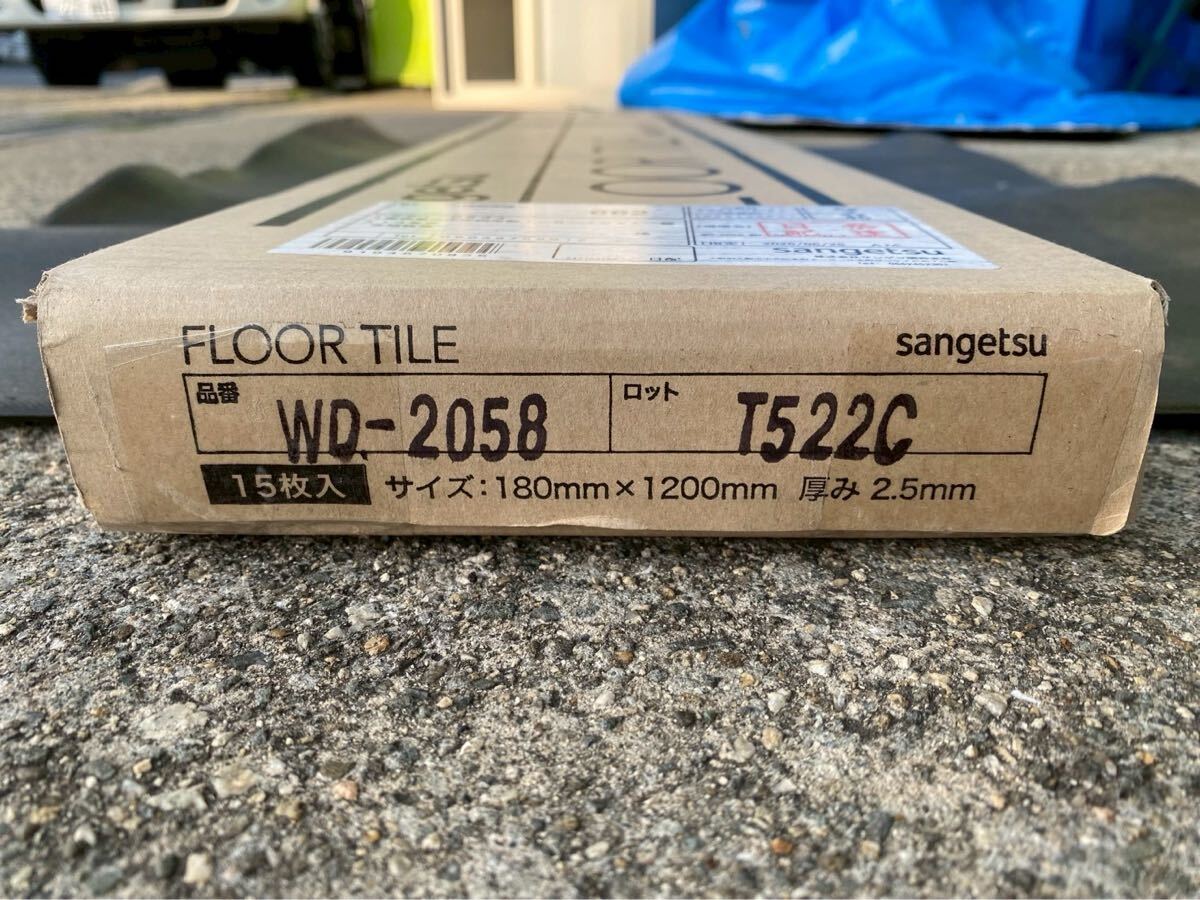 sangetsu
FLOOR TILE
sangetsu
品番
WD-2058
ロット
T522C
15枚入
サイズ:180mm×1200mm 厚み 2.5mm